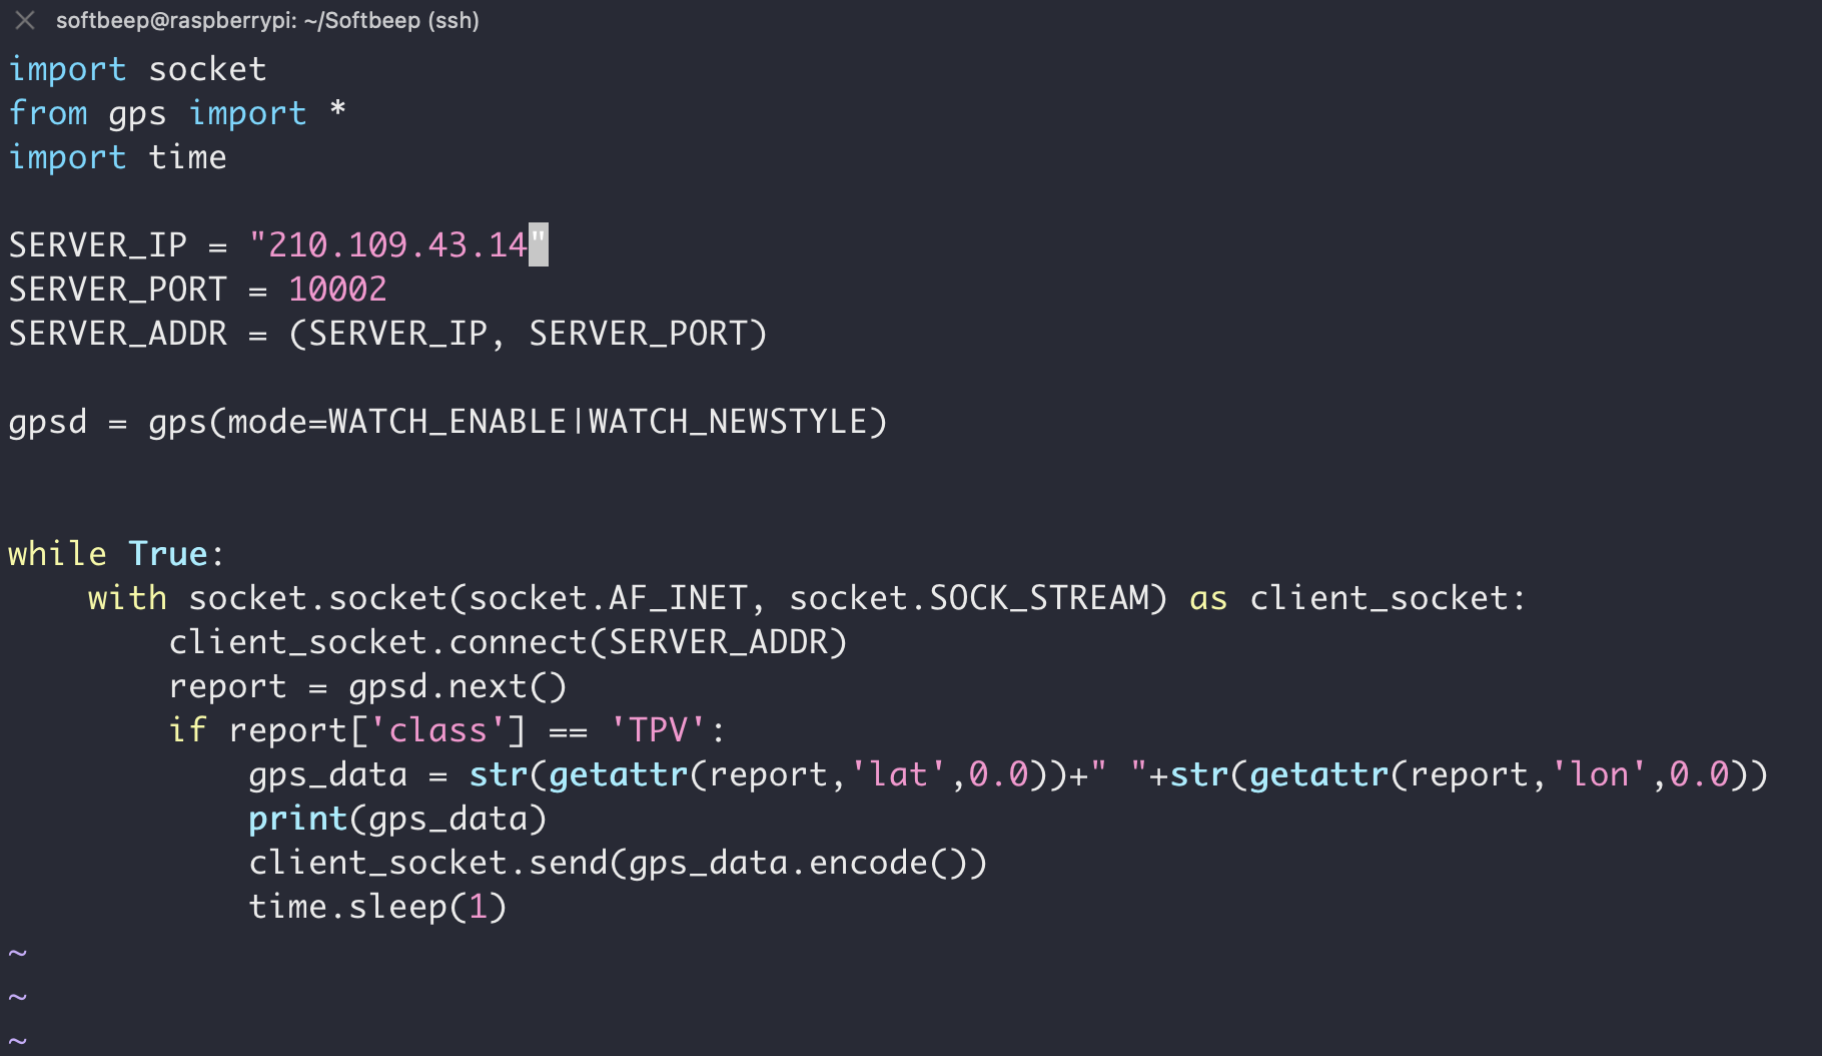 softbeep@raspberrypi: ~/Softbeep (ssh)
import socket
from gps import *
import time
SERVER_IP = "210.109.43.14"
SERVER_PORT = 10002
SERVER_ADDR = (SERVER_IP, SERVER_PORT)
gpsd = gps(mode=WATCH_ENABLE|WATCH_NEWSTYLE)
while True:
    with socket.socket(socket.AF_INET, socket.SOCK_STREAM) as client_socket:
        client_socket.connect(SERVER_ADDR)
        report = gpsd.next()
        if report['class'] == 'TPV':
            gps_data = str(getattr(report,'lat',0.0))+" "+str(getattr(report,'lon',0.0))
            print(gps_data)
            client_socket.send(gps_data.encode())
            time.sleep(1)
~
~
~